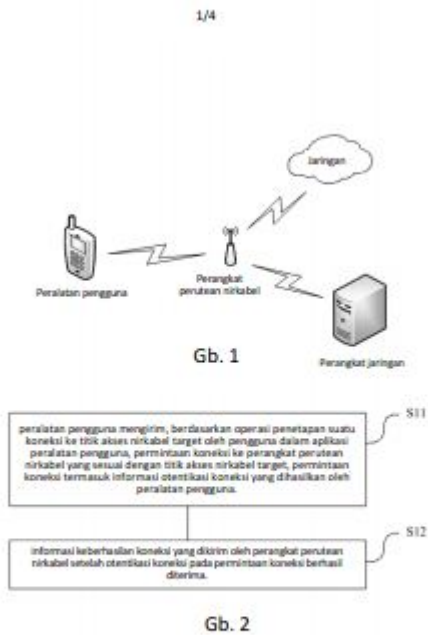 1/4
Jaringan
Peralatan pengguna
Perangkat
perutean nirkabel
Gb. 1
Perangkat jaringan
S11
peralatan pengguna mengirim, berdasarkan operasi penetapan suatu
koneksi ke titik akses nirkabel target oleh pengguna dalam aplikasi
peralatan pengguna, permintaan koneksi ke perangkat perutean
nirkabel yang sesuai dengan titik akses nirkabel target, permintaan
koneksi termasuk informasi otentikasi koneksi yang dihasilkan oleh
peralatan pengguna.
S12
informasi keberhasilan koneksi yang dikirim oleh perangkat perutean
nirkabel setelah otentikasi koneksi pada permintaan koneksi berhasil
diterima.
Gb. 2